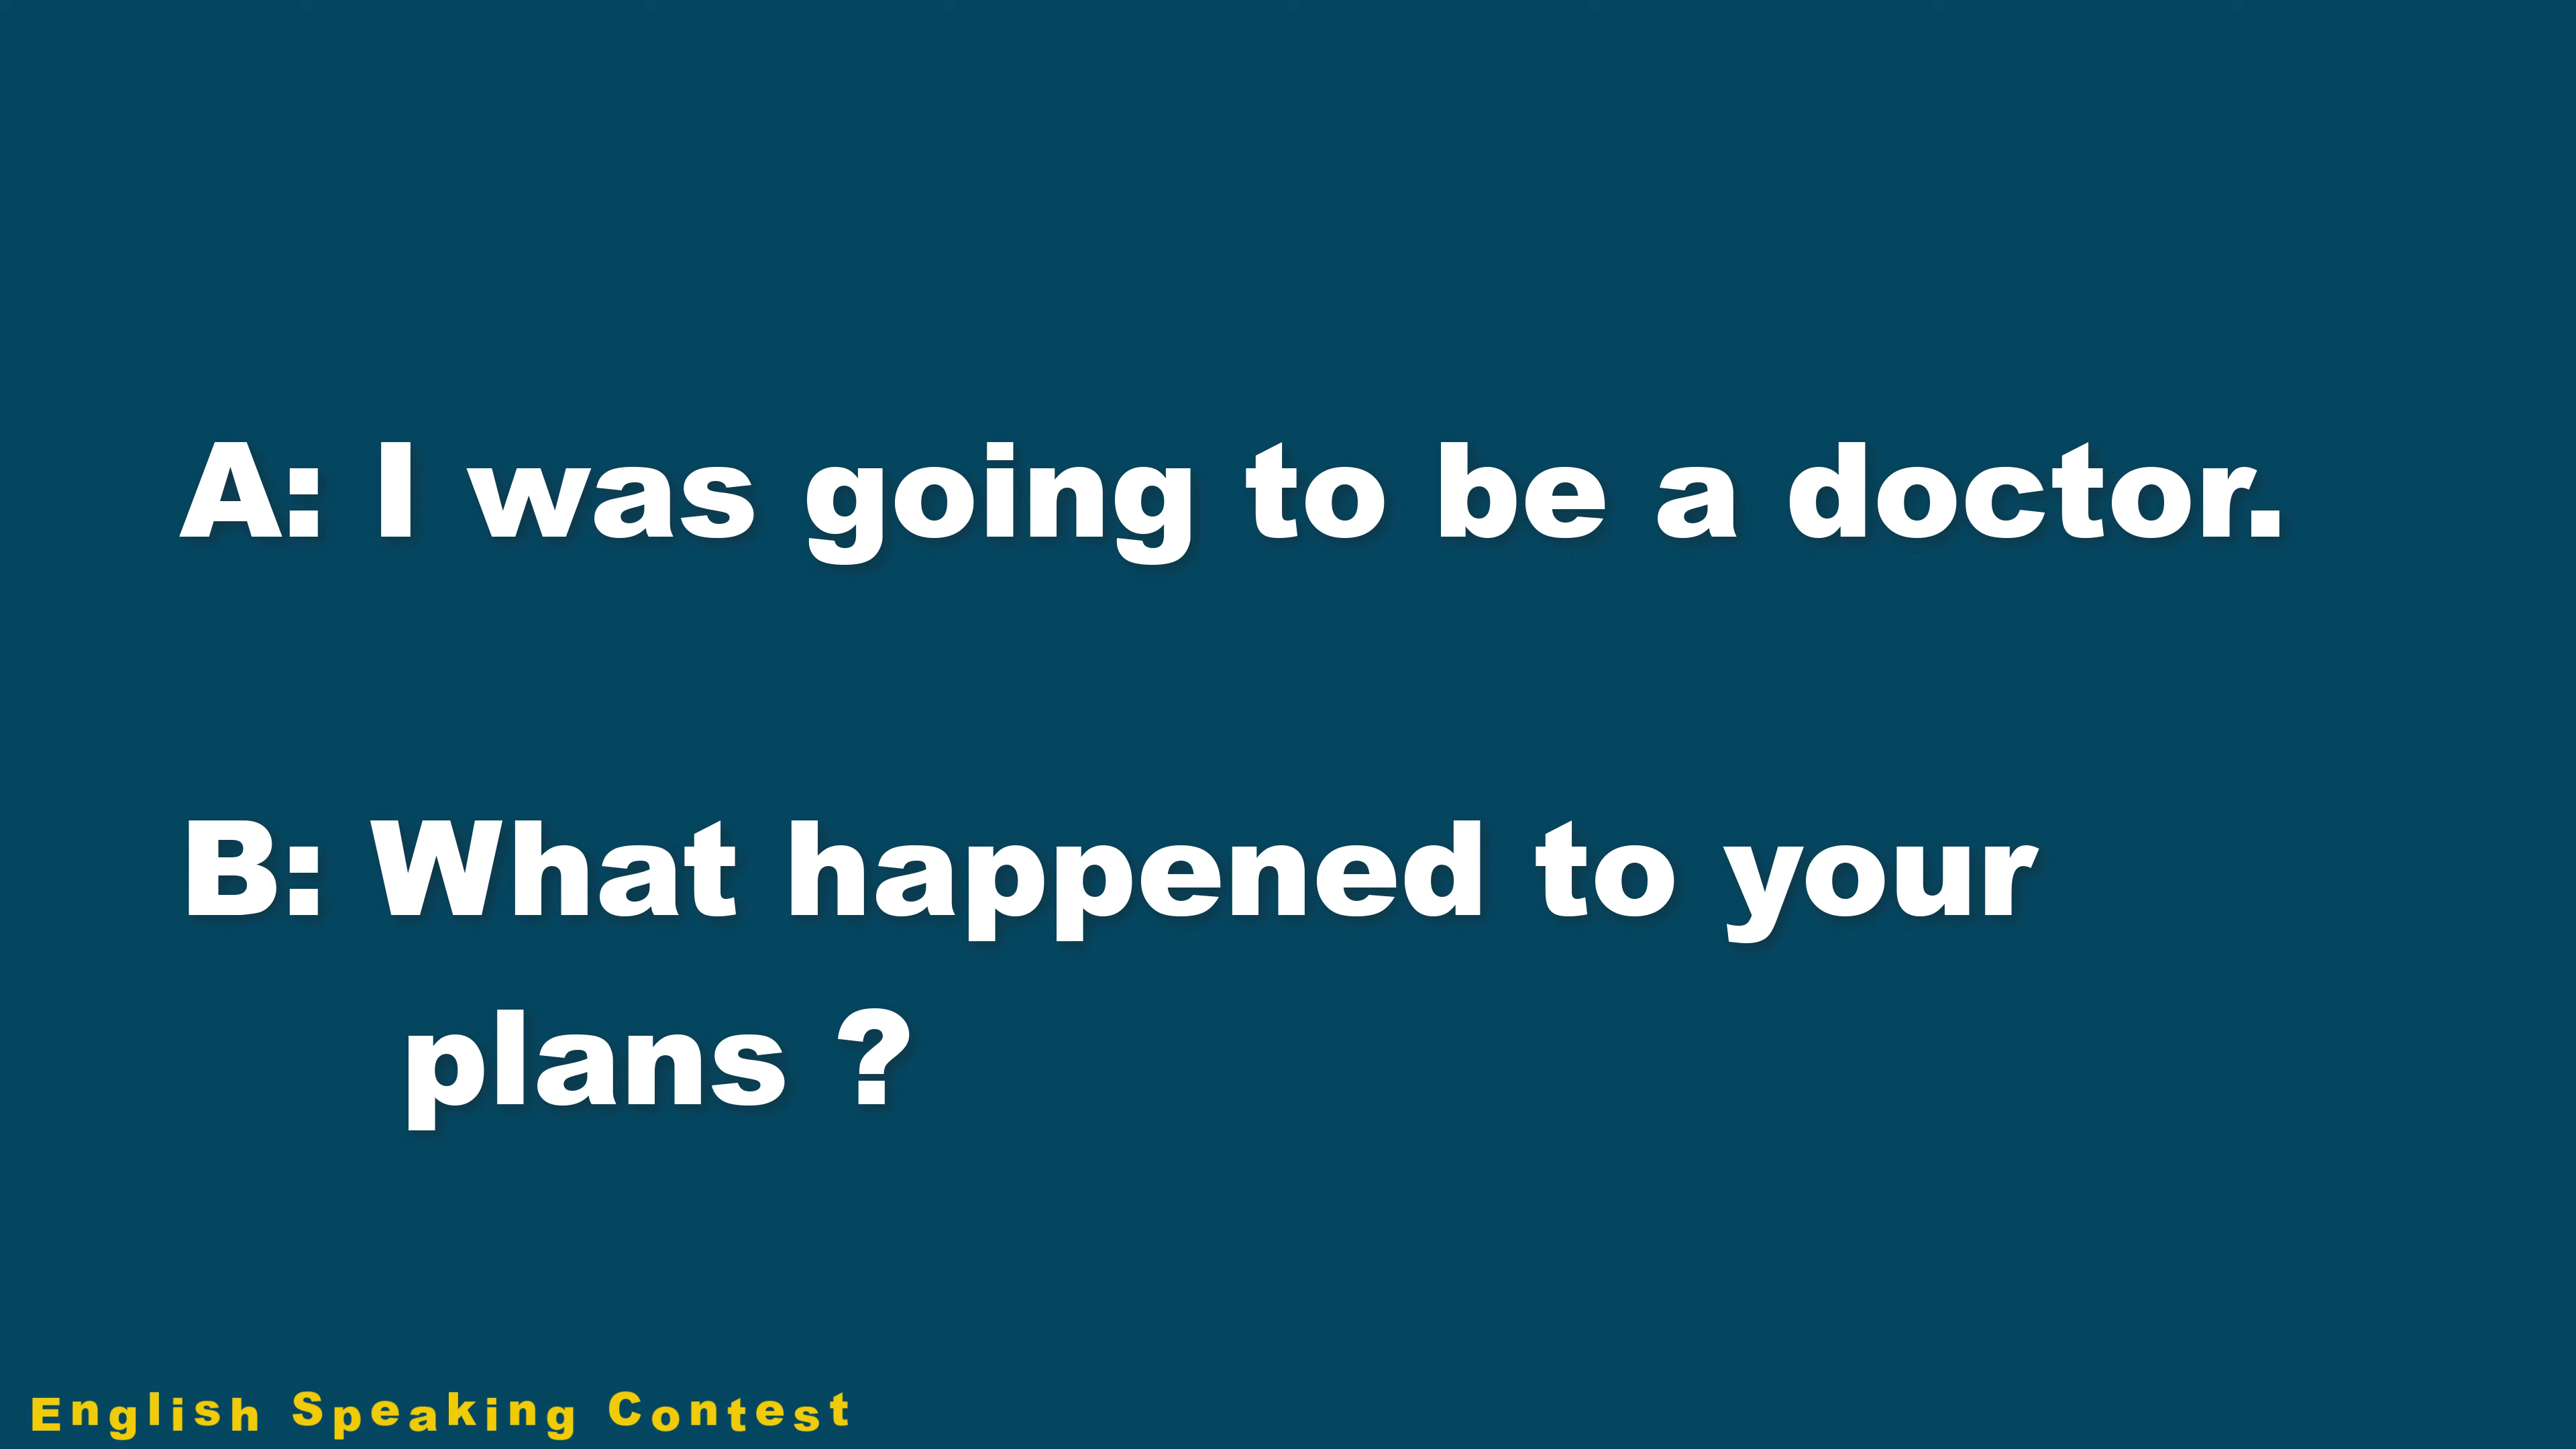 A: I was going to be a doctor.
B: What happened to your
plans ?
English Speaking Contest